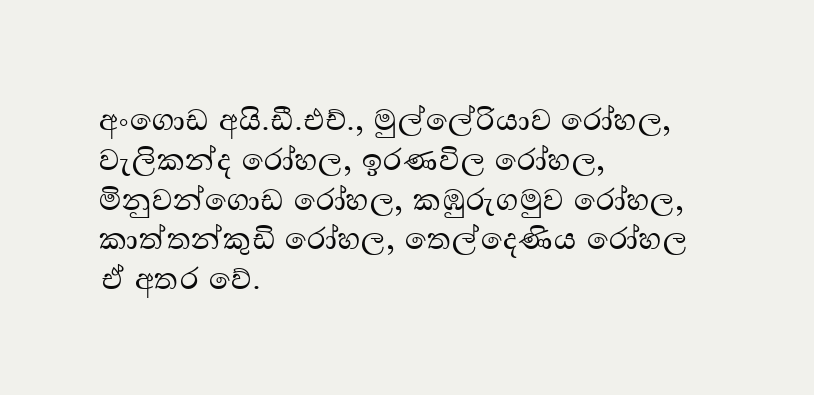 අංගොඩ අයි.ඩී.එච්., මුල්ලේරියාව රෝහල,
වැලිකන්ද රෝහල, ඉරණවිල රෝහල,
මිනුවන්ගොඩ රෝහල, කඹුරුගමුව රෝහල,
කාත්තන්කුඩි රෝහල, තෙල්දෙණිය රෝහල
ඒ අතර වේ.